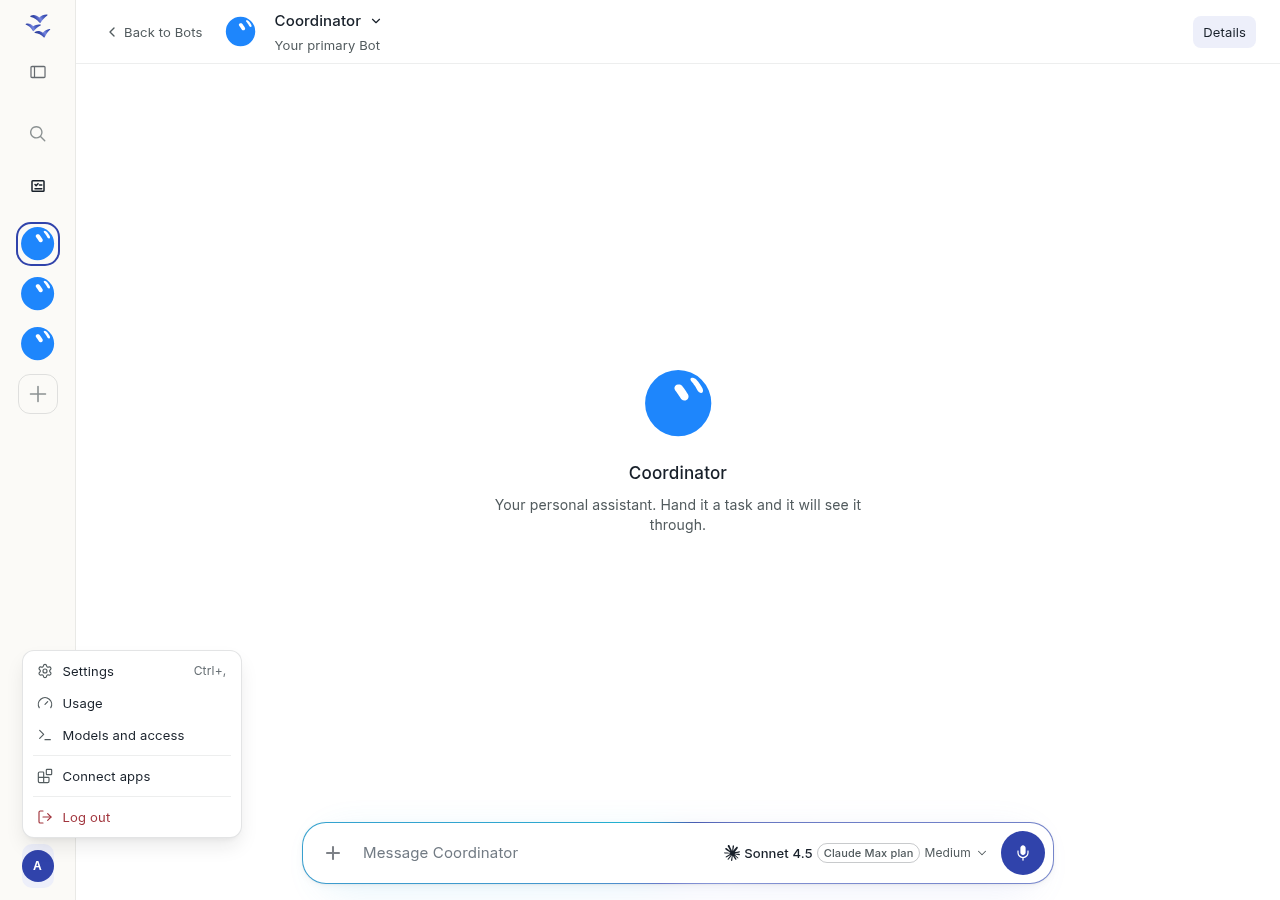 Back to Bots
Coordinator
Your primary Bot
Details
Coordinator
Your personal assistant. Hand it a task and it will see it
through.
Settings Ctrl+,
Usage
Models and access
Connect apps
Log out
A
Message Coordinator
Sonnet 4.5 Claude Max plan Medium